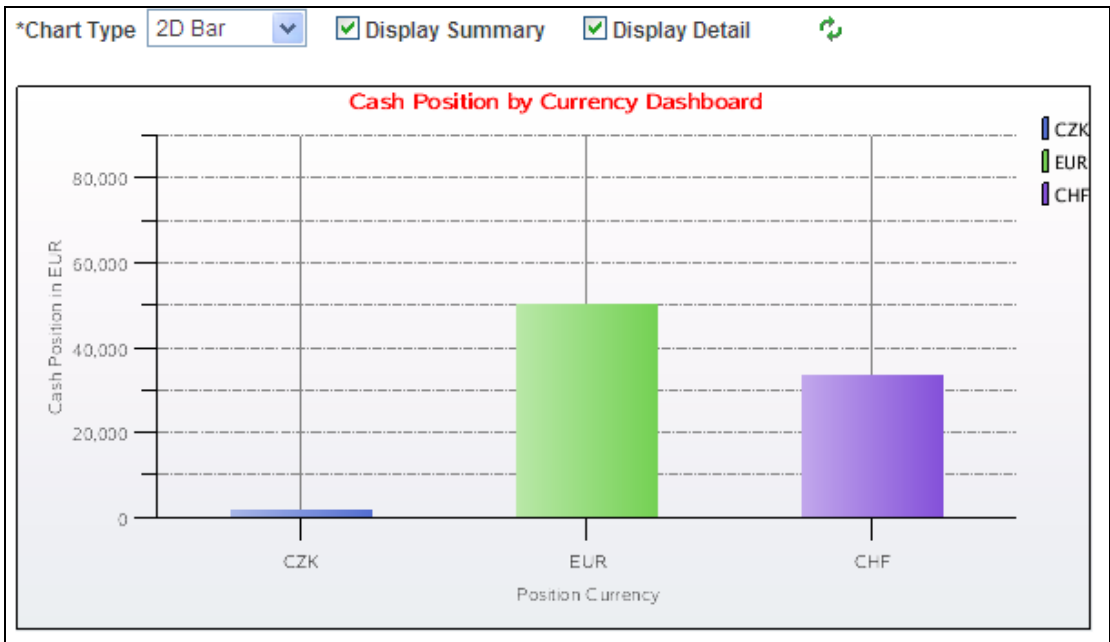 *Chart Type 2D Bar Display Summary Display Detail
Cash Position by Currency Dashboard
CZK
EUR
CHF
Cash Position in EUR
80,000
60,000
40,000
20,000
0
CZK EUR CHF
Position Currency